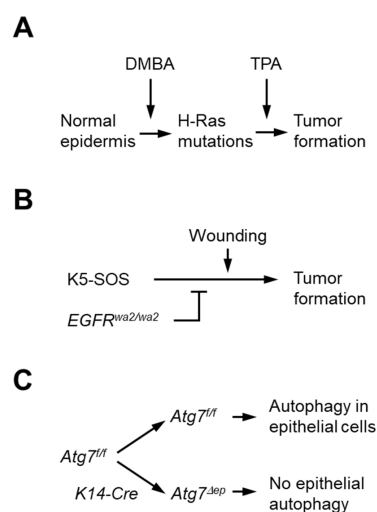 A
DMBA TPA
Normal epidermis H-Ras mutations Tumor formation
B
Wounding
K5-SOS Tumor formation
EGFRwa2/wa2
C
Atg7f/f Autophagy in epithelial cells
Atg7f/f
K14-Cre Atg7Δep No epithelial autophagy